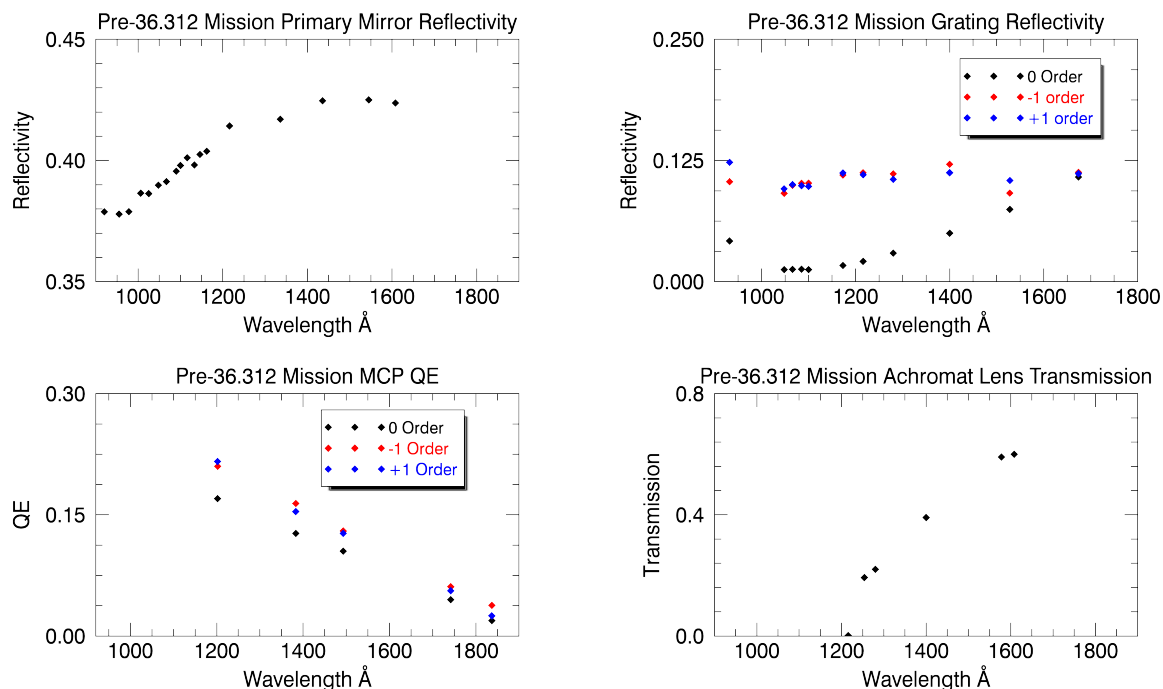 Pre-36.312 Mission Primary Mirror Reflectivity
0.45
0.40
0.35
Reflectivity
1000 1200 1400 1600 1800
Wavelength Å
Pre-36.312 Mission Grating Reflectivity
0.250
0.125
0.000
Reflectivity
0 Order
-1 order
+1 order
1000 1200 1400 1600 1800
Wavelength Å
Pre-36.312 Mission MCP QE
0.30
0.15
0.00
QE
0 Order
-1 Order
+1 Order
1000 1200 1400 1600 1800
Wavelength Å
Pre-36.312 Mission Achromat Lens Transmission
0.8
0.4
0.0
Transmission
1000 1200 1400 1600 1800
Wavelength Å